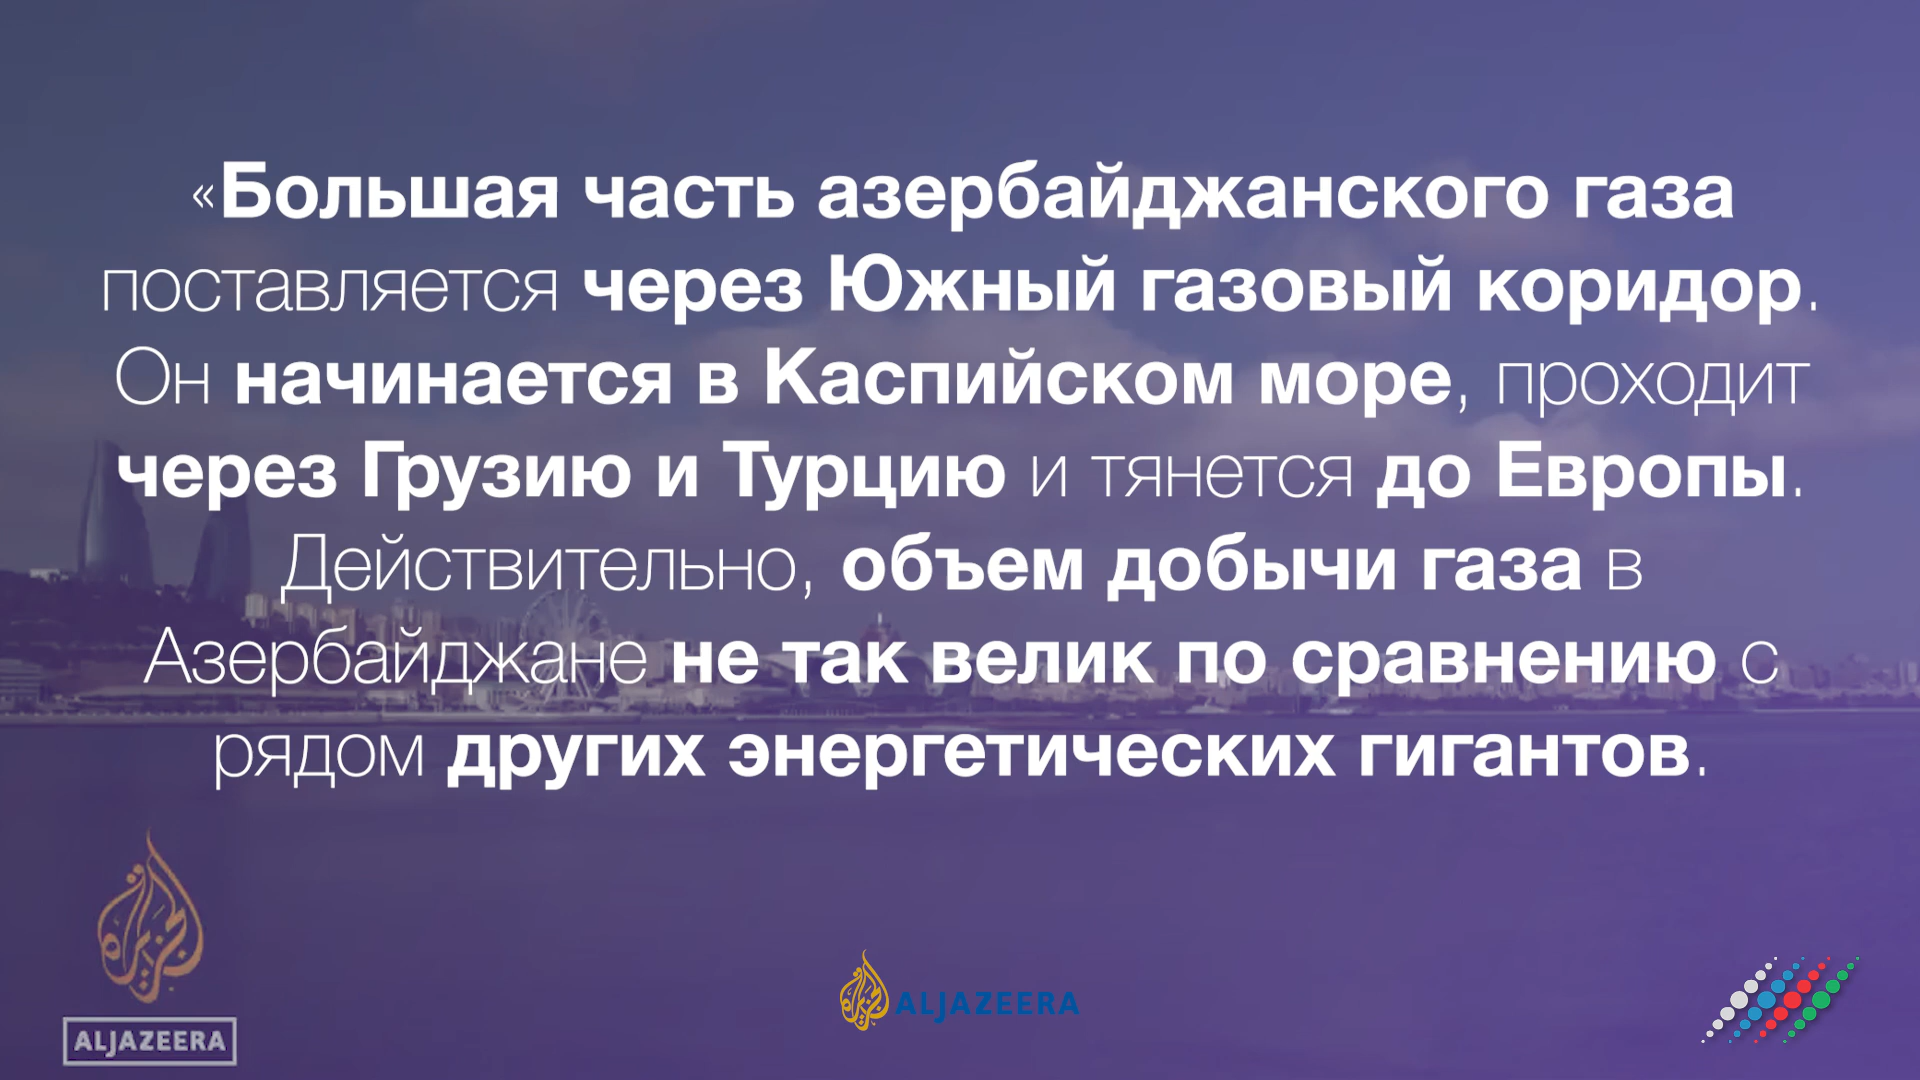 «Большая часть азербайджанского газа
поставляется через Южный газовый коридор.
Он начинается в Каспийском море, проходит
через Грузию и Турцию и тянется до Европы.
Действительно, объем добычи газа в
Азербайджане не так велик по сравнению с
рядом других энергетических гигантов.
ALJAZEERA
ALJAZEERA